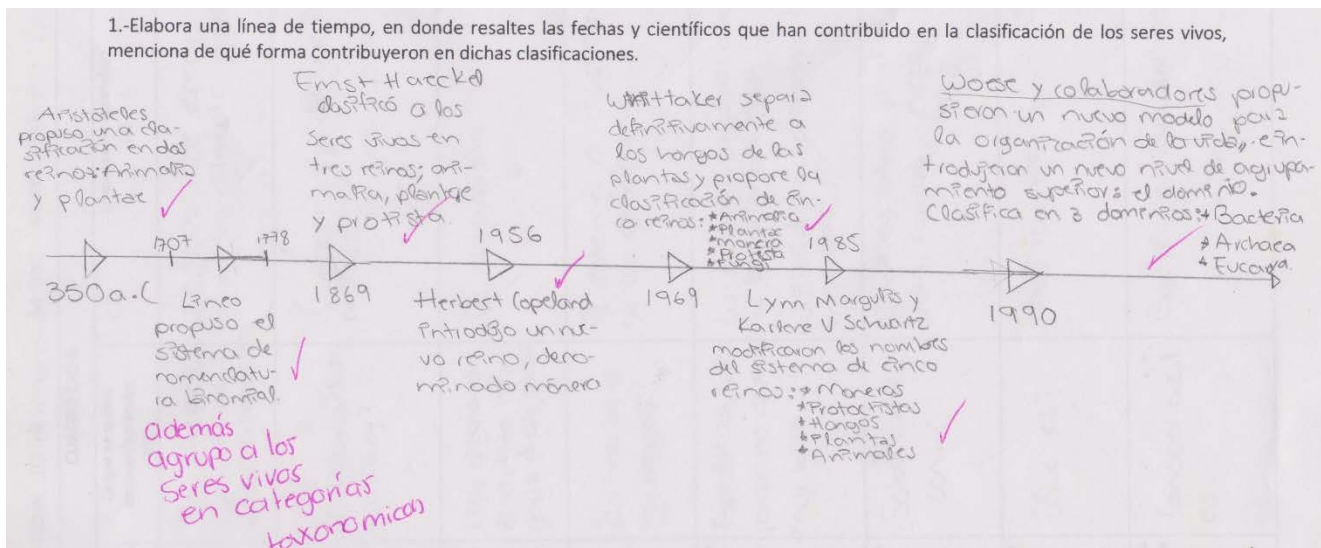 1.-Elabora una línea de tiempo, en donde resaltes las fechas y científicos que han contribuido en la clasificación de los seres vivos,
menciona de qué forma contribuyeron en dichas clasificaciones.
Aristóteles
propuso una cla-
sificación en dos
reinos: Animalia
y plantae
350 a.C
1707
1778
Lineo
propuso el
sistema de
nomenclatu-
ra binomial.
además
agrupo a los
seres vivos
en categorías
taxonomicas
Ernst Haeckel
clasificó a los
seres vivos en
tres reinos; ani-
malia, plantae
y protista.
1869
1956
Herbert Copeland
introdujo un nue-
vo reino, deno-
minado mónera
Whittaker separa
definitivamente a
los hongos de las
plantas y propone la
clasificación de cin-
co reinos: *Animalia
*Plantae
*monera
*Protista
*Fungi
1969
1985
Lynn Margulis y
Karlene V Schwartz
modificaron los nombres
del sistema de cinco
reinos: *Moneras
*Protoctistas
*Hongos
*Plantas
*Animales
Woese y colaboradores propu-
sieron un nuevo modelo para
la organización de la vida, e in-
trodujeron un nuevo nivel de agrupa-
miento superior: el dominio.
Clasifica en 3 dominios: *Bacteria
*Archaea
*Eucarya.
1990